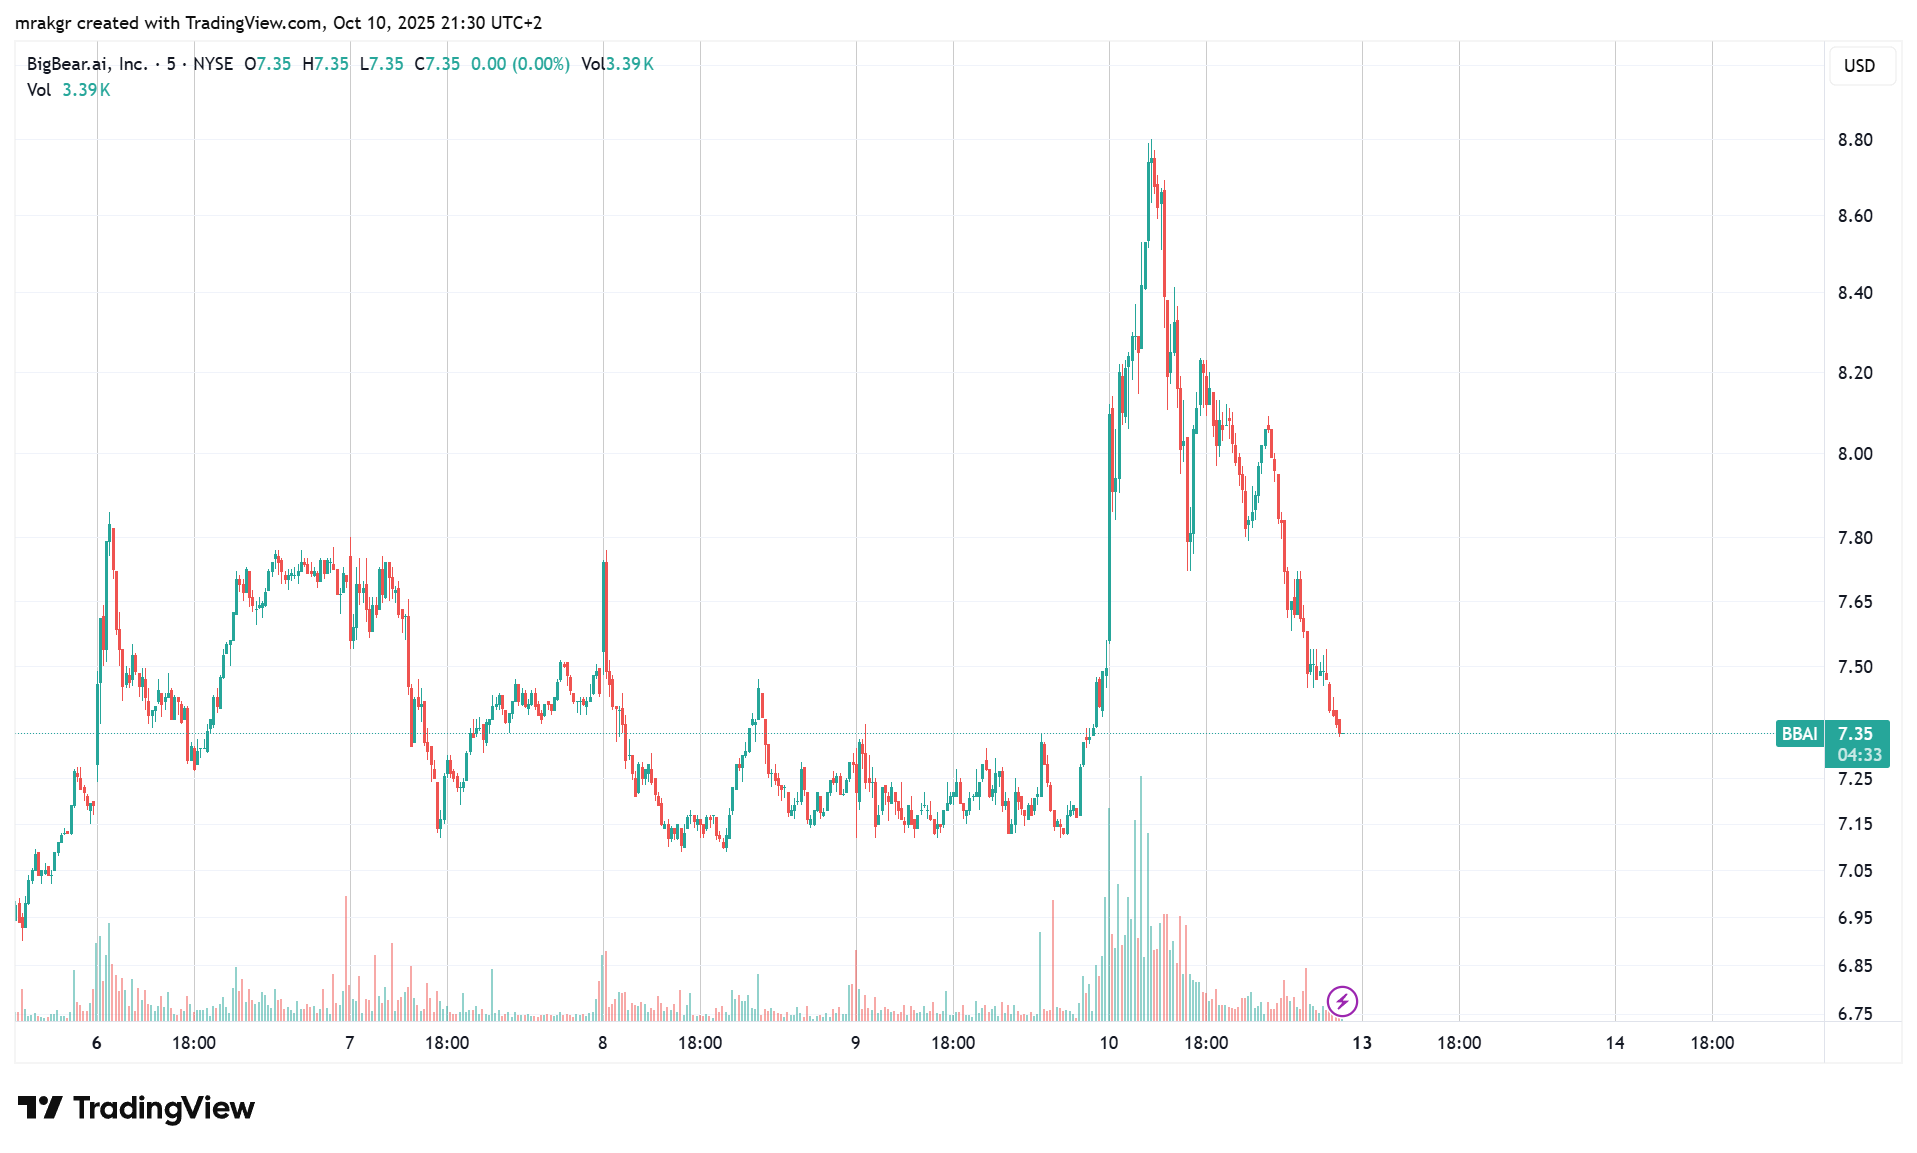 mrakgr created with TradingView.com, Oct 10, 2025 21:30 UTC+2
BigBear.ai, Inc. · 5 · NYSE O7.35 H7.35 L7.35 C7.35 0.00 (0.00%) Vol3.39 K
Vol 3.39 K
USD
8.80
8.60
8.40
8.20
8.00
7.80
7.65
7.50
BBAI 7.35
04:33
7.25
7.15
7.05
6.95
6.85
6.75
6 18:00 7 18:00 8 18:00 9 18:00 10 18:00 13 18:00 14 18:00
TradingView